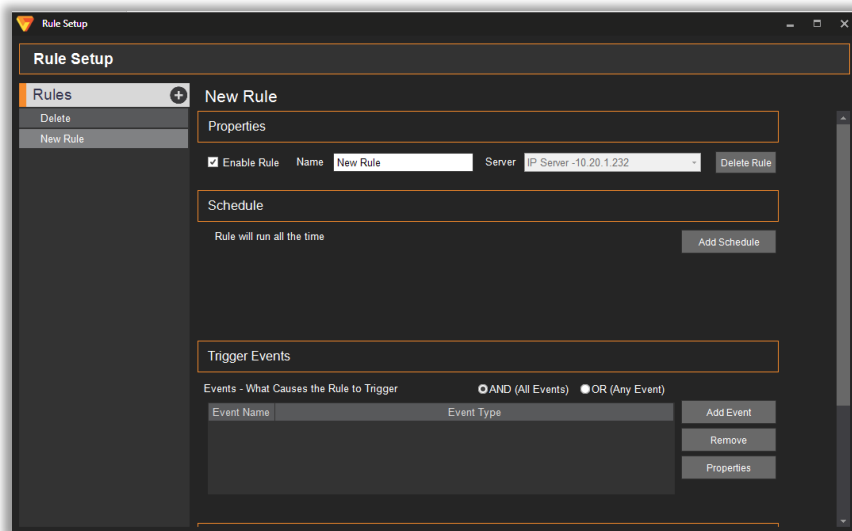 Rule Setup
Rule Setup
Rules
Delete
New Rule
New Rule
Properties
Enable Rule Name New Rule Server IP Server -10.20.1.232 Delete Rule
Schedule
Rule will run all the time Add Schedule
Trigger Events
Events - What Causes the Rule to Trigger AND (All Events) OR (Any Event)
Event Name Event Type Add Event
Remove
Properties